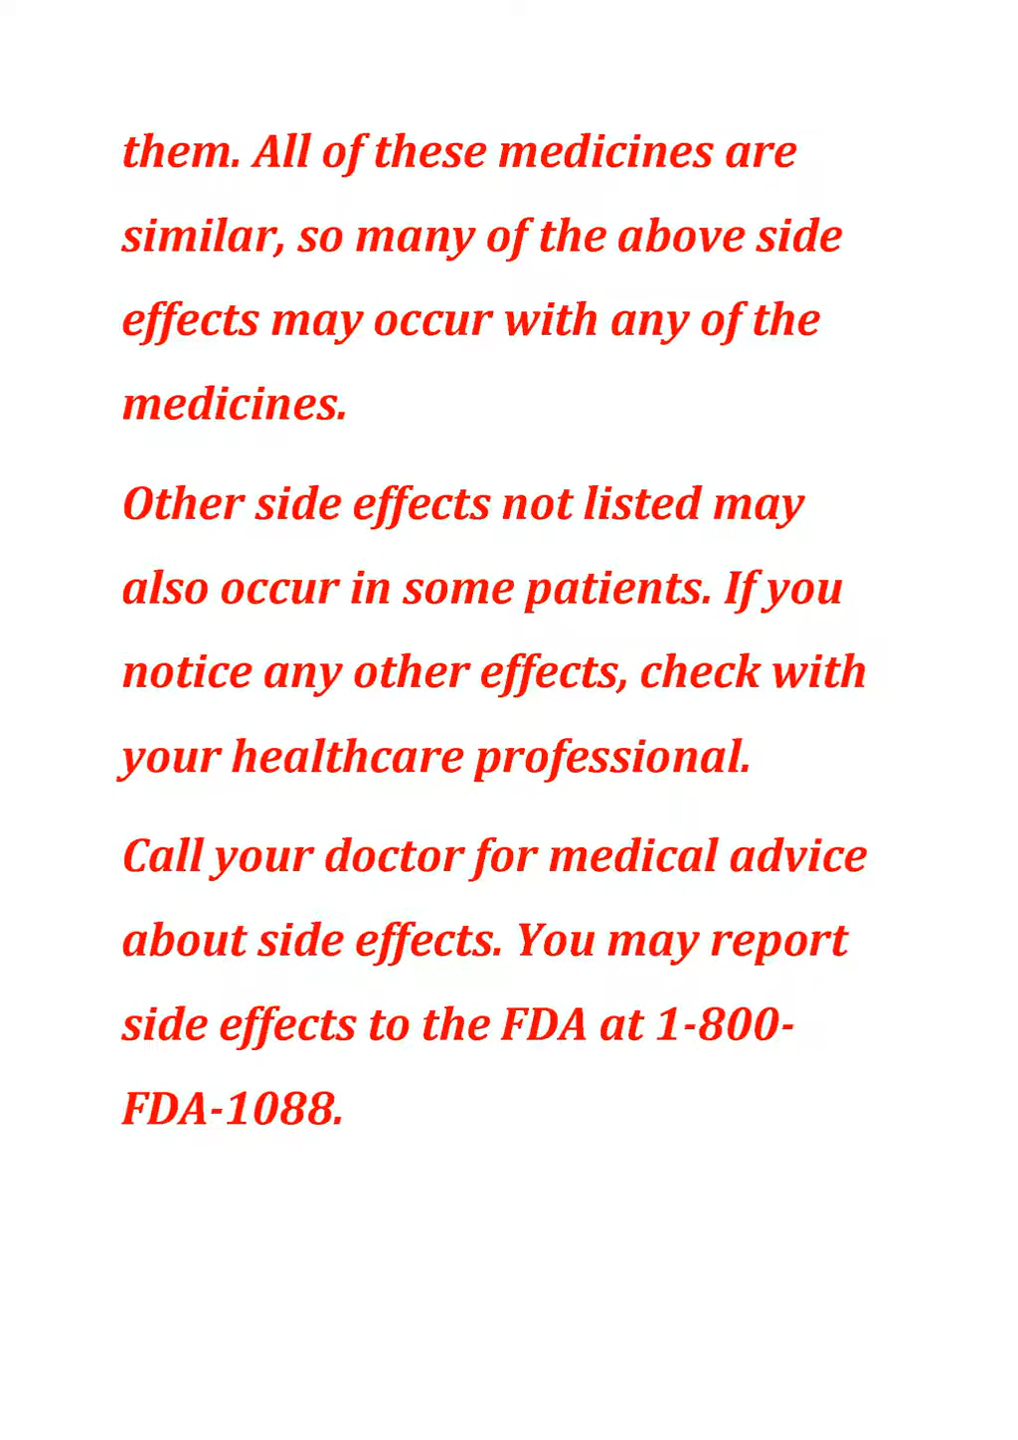 them. All of these medicines are
similar, so many of the above side
effects may occur with any of the
medicines.
Other side effects not listed may
also occur in some patients. If you
notice any other effects, check with
your healthcare professional.
Call your doctor for medical advice
about side effects. You may report
side effects to the FDA at 1-800-
FDA-1088.